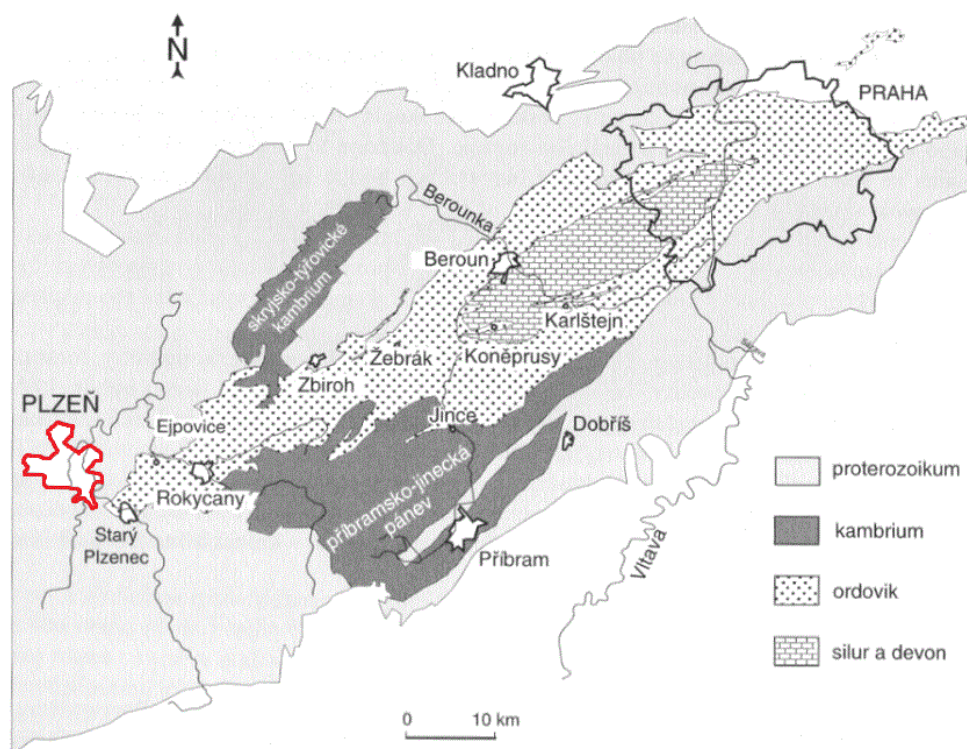 N
Kladno
PRAHA
Berounka
Beroun
skryjsko-týřovické
kambrium
Karlštejn
Žebrák
Koněprusy
Zbiroh
PLZEŇ
Ejpovice
Jince
Dobříš
Rokycany
příbramsko-jinecká
pánev
Starý
Plzenec
Příbram
Vltava
proterozoikum
kambrium
ordovik
silur a devon
0 10 km